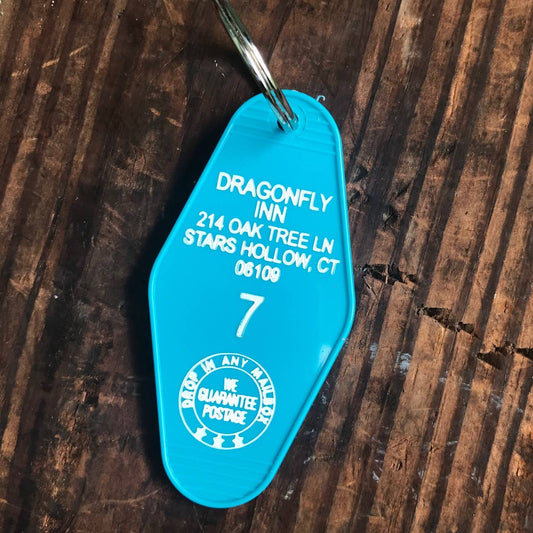 DRAGONFLY
INN
214 OAK TREE LN
STARS HOLLOW, CT
06109
7
DROP IN ANY MAILBOX
WE
GUARANTEE
POSTAGE